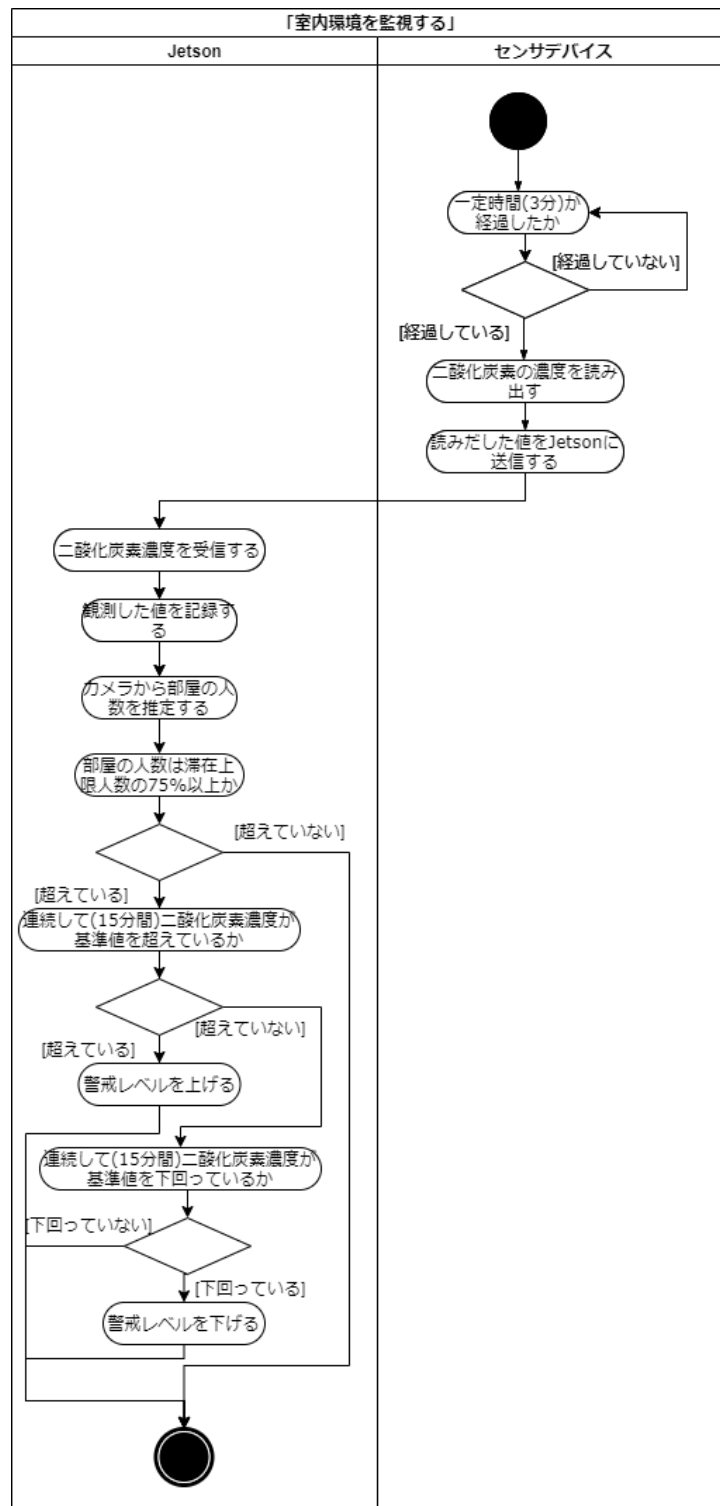 「室内環境を監視する」
Jetson
センサデバイス
一定時間(3分)が
経過したか
[経過していない]
[経過している]
二酸化炭素の濃度を読み
出す
読みだした値をJetsonに
送信する
二酸化炭素濃度を受信する
観測した値を記録す
る
カメラから部屋の人
数を推定する
部屋の人数は滞在上
限人数の75%以上か
[超えていない]
[超えている]
連続して(15分間)二酸化炭素濃度が
基準値を超えているか
[超えていない]
[超えている]
警戒レベルを上げる
連続して(15分間)二酸化炭素濃度が
基準値を下回っているか
[下回っていない]
[下回っている]
警戒レベルを下げる